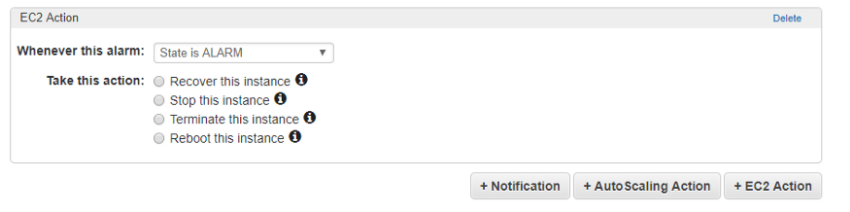 EC2 Action Delete
Whenever this alarm: State is ALARM
Take this action: Recover this instance
Stop this instance
Terminate this instance
Reboot this instance
+ Notification + AutoScaling Action + EC2 Action